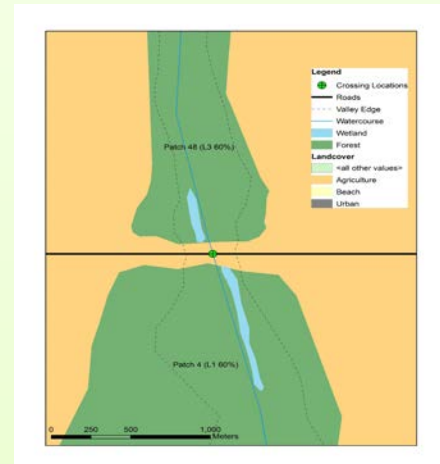 Legend
Crossing Locations
Roads
Valley Edge
Watercourse
Wetland
Forest
Landcover
<all other values>
Agriculture
Beach
Urban
Patch 48 (L3 60%)
Patch 4 (L1 60%)
0 250 500 1,000
Meters